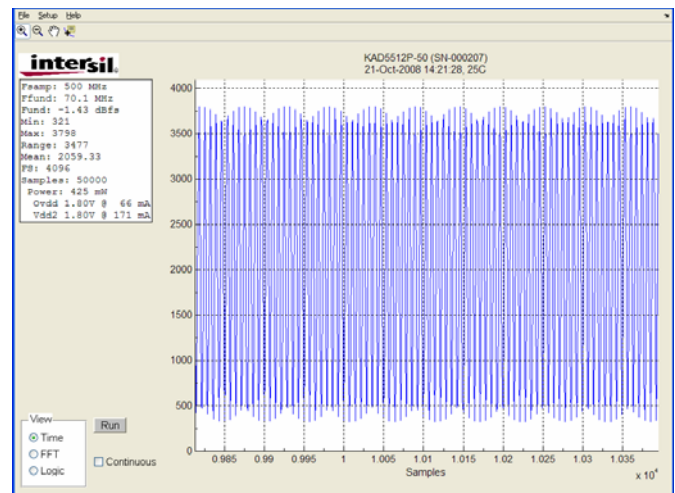 File Setup Help
intersil.
KAD5512P-50 (SN-000207)
21-Oct-2008 14:21:28, 25C
Fsamp: 500 MHz
Ffund: 70.1 MHz
Fund: -1.43 dBfs
Min: 321
Max: 3798
Range: 3477
Mean: 2059.33
FS: 4096
Samples: 50000
Power: 425 mW
Ovdd 1.80V @ 66 mA
Vdd2 1.80V @ 171 mA
4000
3500
3000
2500
2000
1500
1000
500
0
0.985 0.99 0.995 1 1.005 1.01 1.015 1.02 1.025 1.03 1.035
Samples
x 10⁴
View
Time
FFT
Logic
Run
Continuous